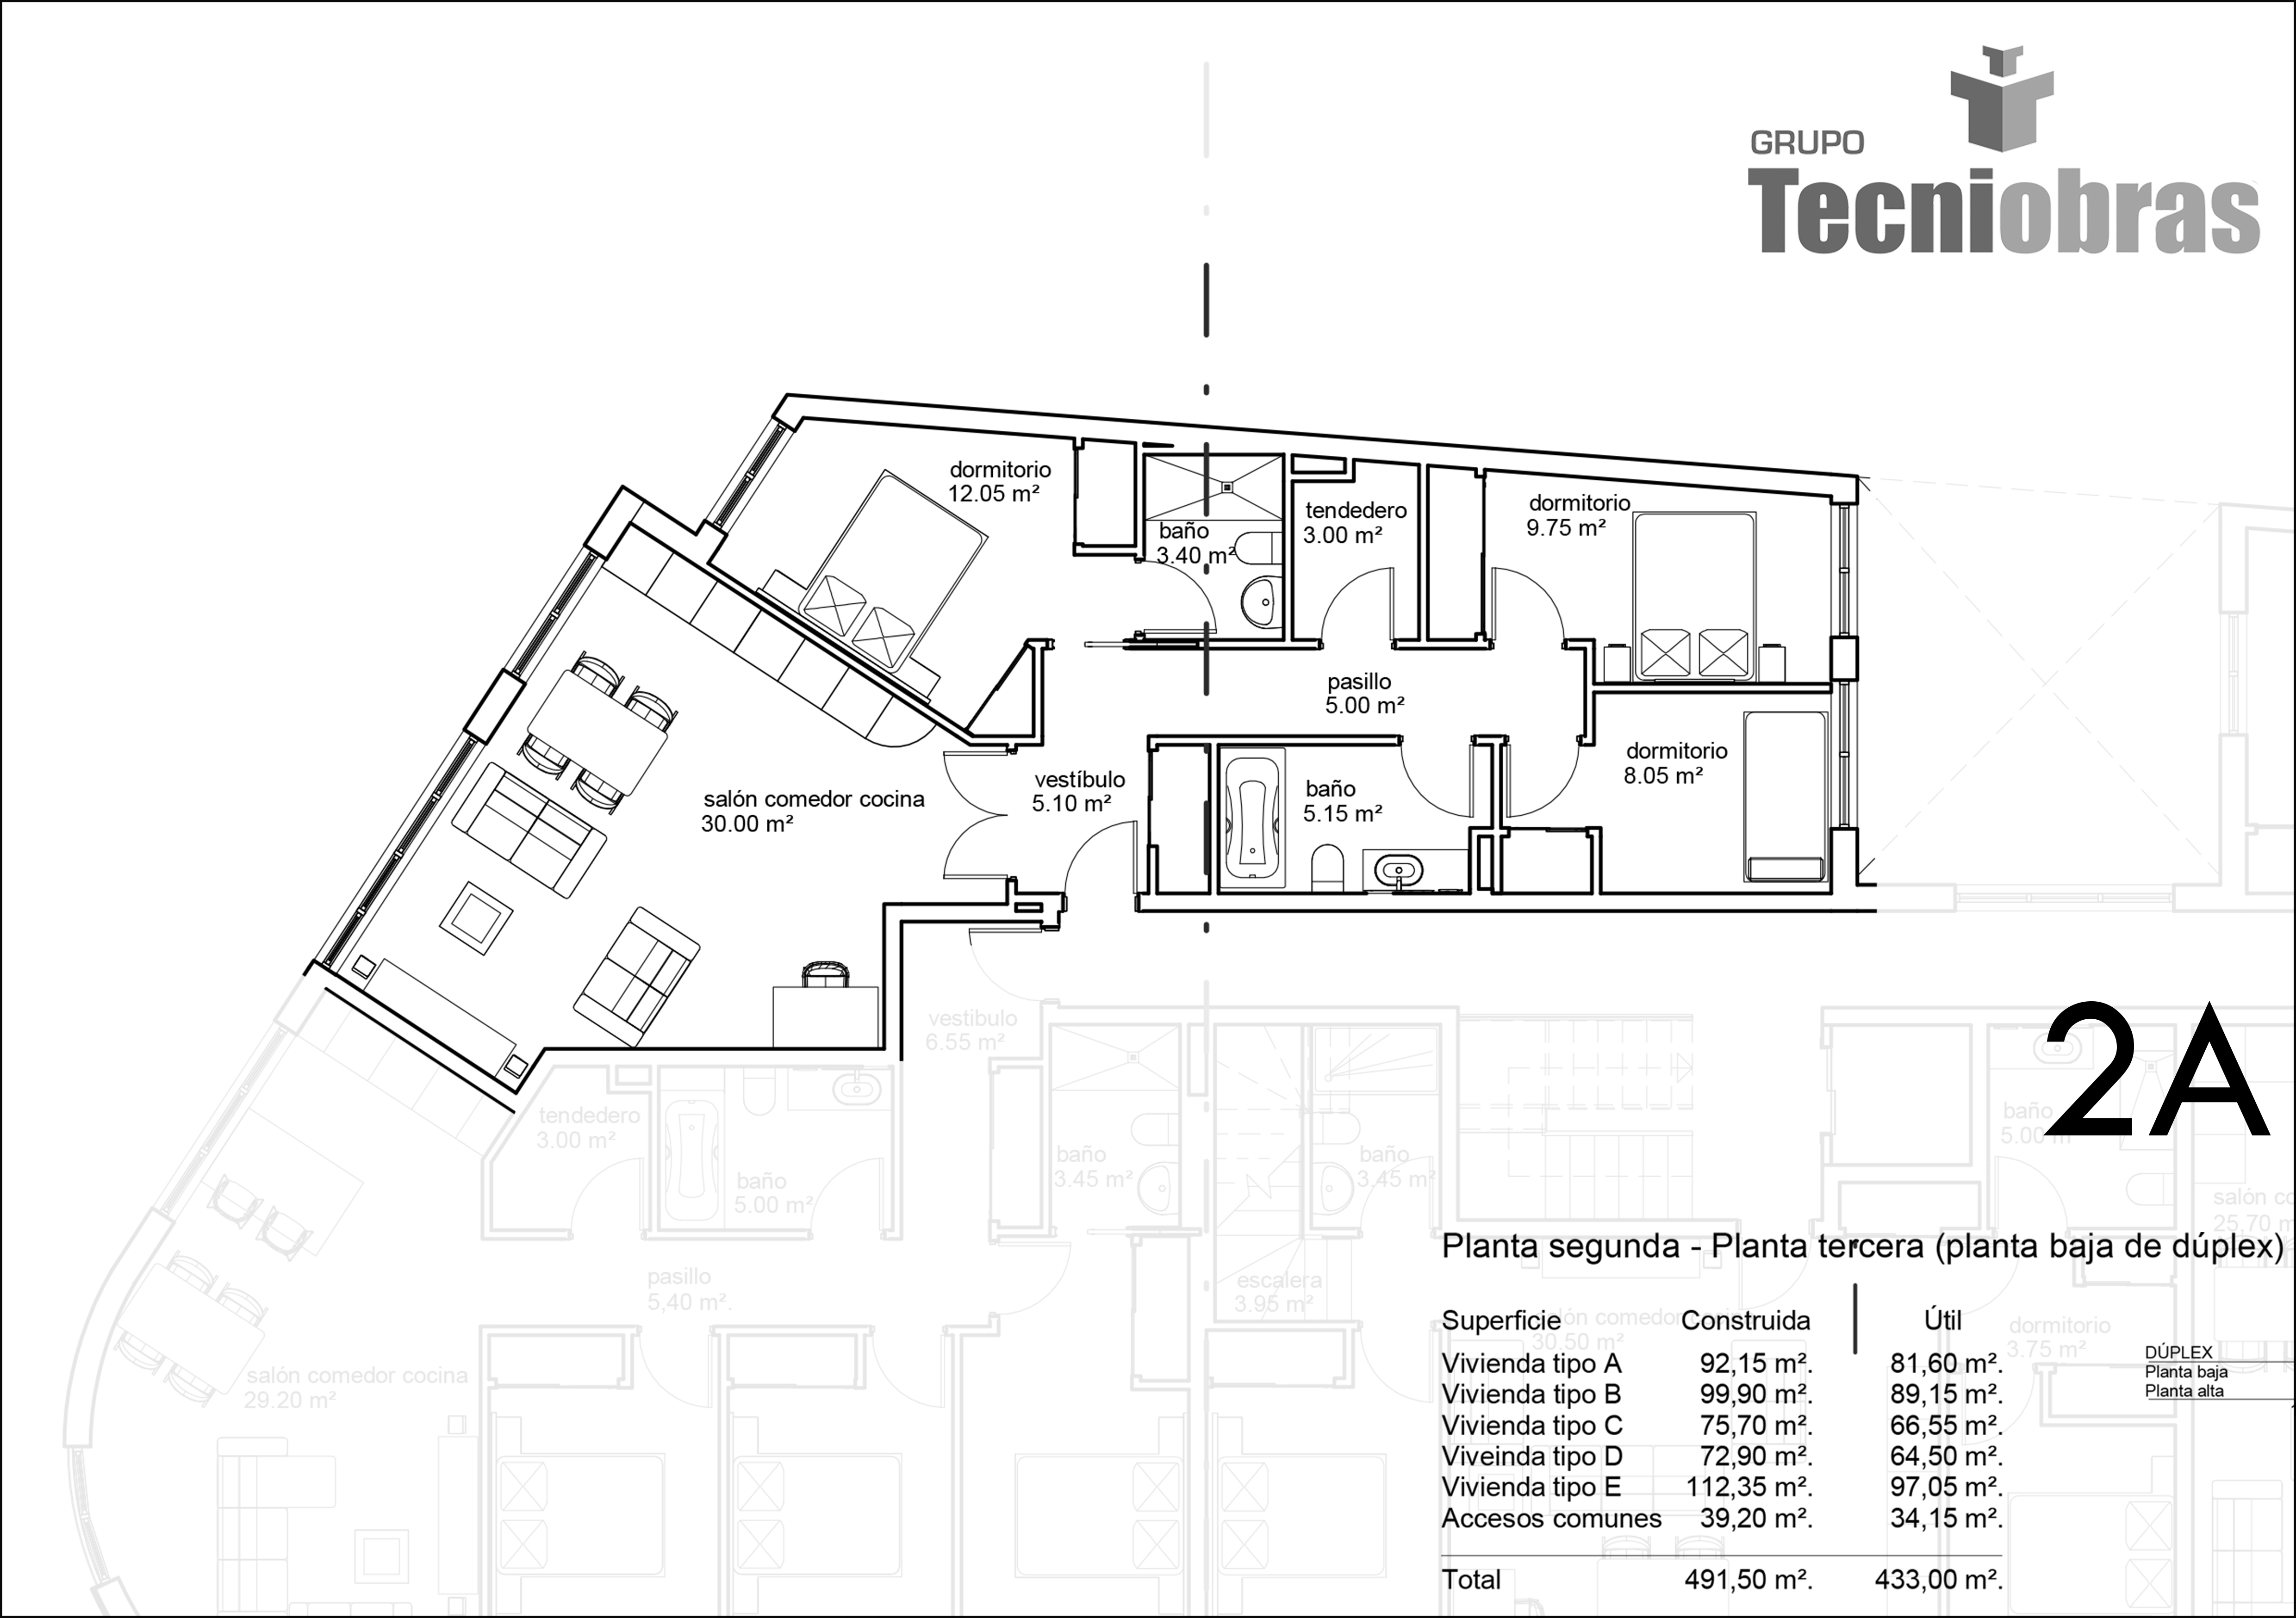 GRUPO
Tecniobras
dormitorio
12.05 m²
baño
3.40 m²
tendedero
3.00 m²
dormitorio
9.75 m²
pasillo
5.00 m²
dormitorio
8.05 m²
vestíbulo
5.10 m²
baño
5.15 m²
salón comedor cocina
30.00 m²
vestíbulo
6.55 m²
2A
tendedero
3.00 m²
baño
5.00 m²
baño
3.45 m²
baño
3.45 m²
baño
5.00 m
salón co
25,70 m
pasillo
5,40 m².
escalera
3.95 m²
salón comedor cocina
29.20 m²
salón comedor cocina
30.50 m²
dormitorio
3.75 m²
Planta segunda - Planta tercera (planta baja de dúplex)
Superficie Construida Útil
Vivienda tipo A 92,15 m². 81,60 m².
Vivienda tipo B 99,90 m². 89,15 m².
Vivienda tipo C 75,70 m². 66,55 m².
Viveinda tipo D 72,90 m². 64,50 m².
Vivienda tipo E 112,35 m². 97,05 m².
Accesos comunes 39,20 m². 34,15 m².
Total 491,50 m². 433,00 m².
DÚPLEX
Planta baja
Planta alta